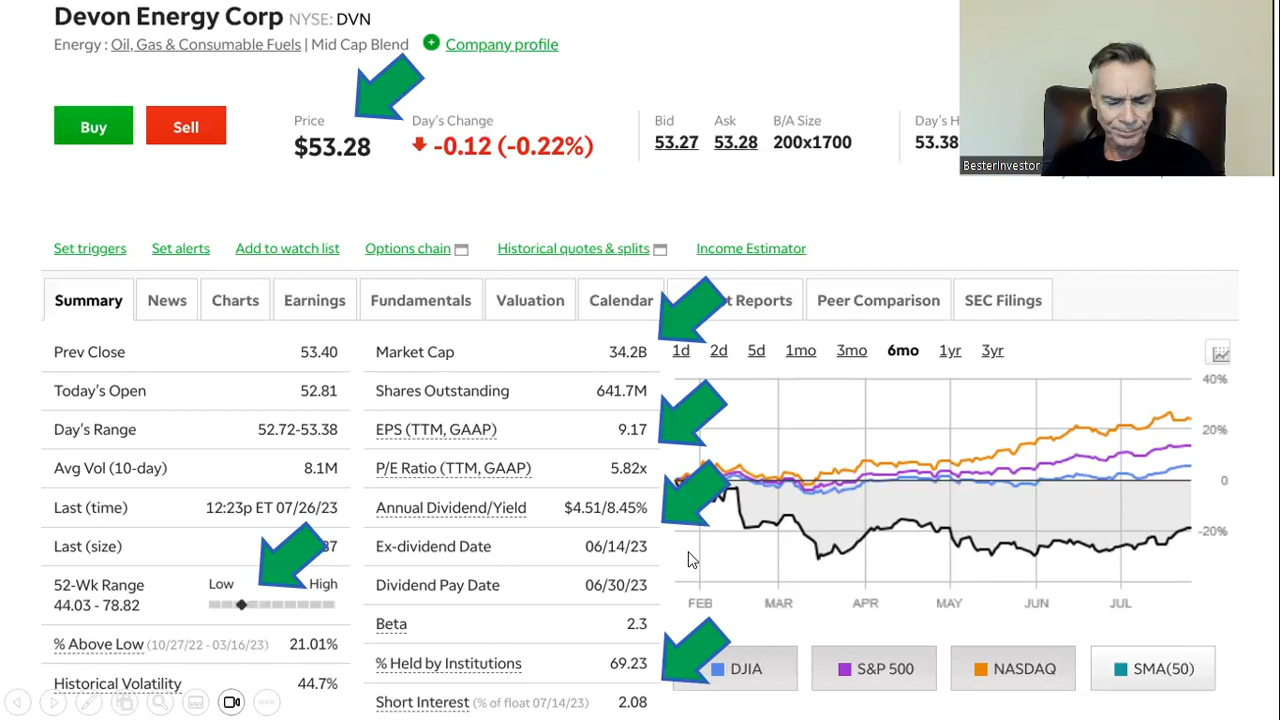 Devon Energy Corp NYSE: DVN
Energy : Oil, Gas & Consumable Fuels | Mid Cap Blend Company profile
Buy Sell
Price Day's Change Bid Ask B/A Size Day's H
$53.28 -0.12 (-0.22%) 53.27 53.28 200x1700 53.38
BesterInvestor
Set triggers Set alerts Add to watch list Options chain Historical quotes & splits Income Estimator
Summary News Charts Earnings Fundamentals Valuation Calendar t Reports Peer Comparison SEC Filings
Prev Close 53.40
Today's Open 52.81
Day's Range 52.72-53.38
Avg Vol (10-day) 8.1M
Last (time) 12:23p ET 07/26/23
Last (size) 37
52-Wk Range Low High
44.03 - 78.82
% Above Low (10/27/22 - 03/16/23) 21.01%
Historical Volatility 44.7%
Market Cap 34.2B
Shares Outstanding 641.7M
EPS (TTM, GAAP) 9.17
P/E Ratio (TTM, GAAP) 5.82x
Annual Dividend/Yield $4.51/8.45%
Ex-dividend Date 06/14/23
Dividend Pay Date 06/30/23
Beta 2.3
% Held by Institutions 69.23
Short Interest (% of float 07/14/23) 2.08
1d 2d 5d 1mo 3mo 6mo 1yr 3yr
40%
20%
0
-20%
FEB MAR APR MAY JUN JUL
DJIA S&P 500 NASDAQ SMA(50)